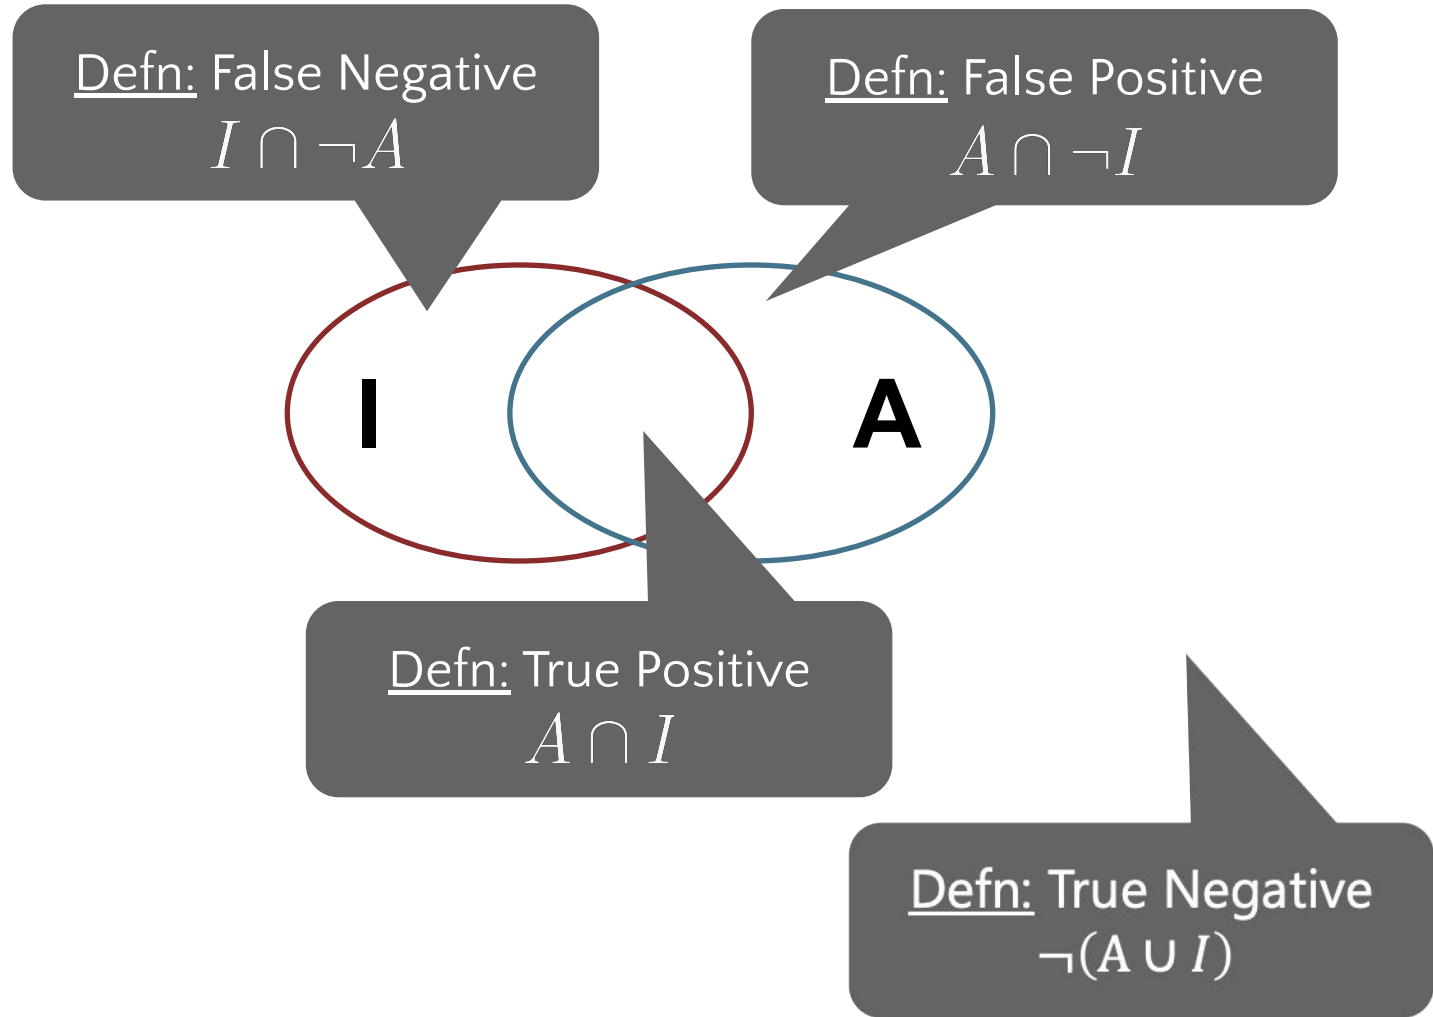 Defn: False Negative
I ∩ ¬A
Defn: False Positive
A ∩ ¬I
I
A
Defn: True Positive
A ∩ I
Defn: True Negative
¬(A ∪ I)